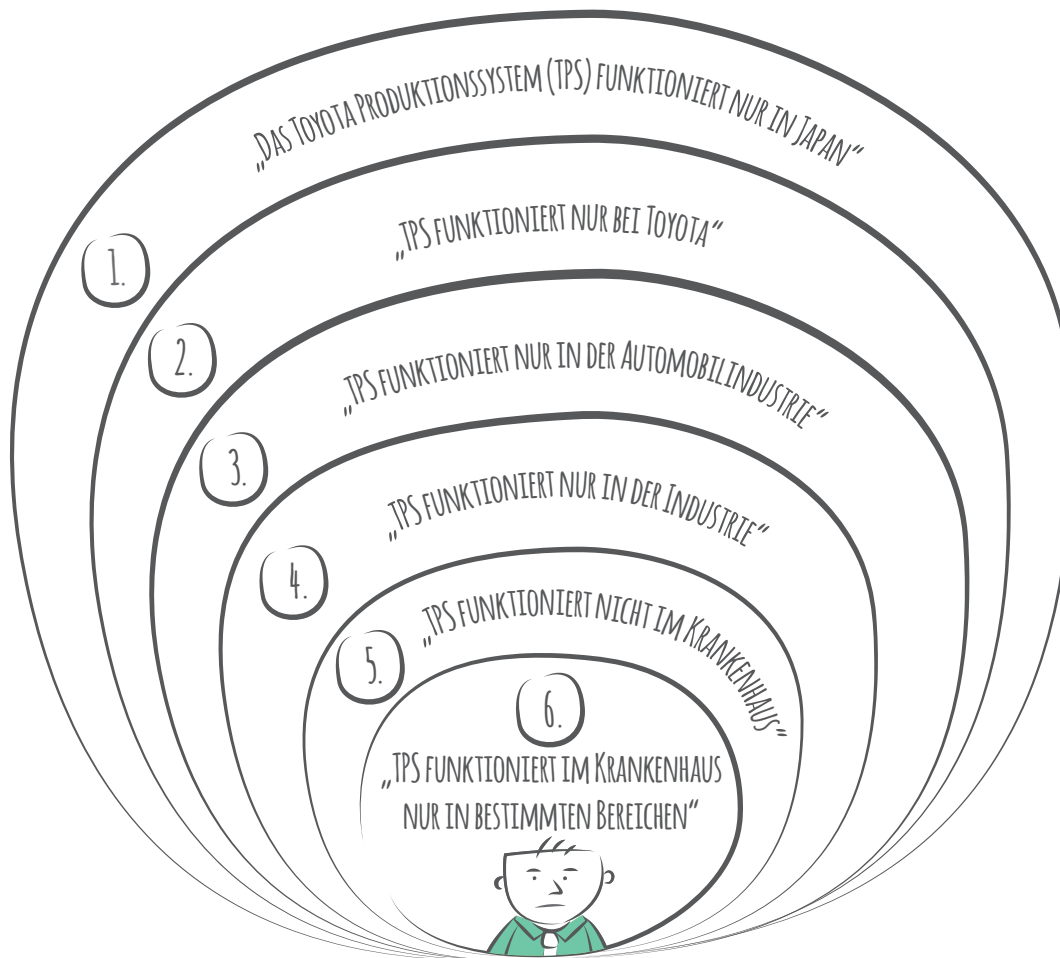 „Das Toyota Produktionssystem (TPS) funktioniert nur in Japan“
1.
„TPS funktioniert nur bei Toyota“
2.
„TPS funktioniert nur in der Automobilindustrie“
3.
„TPS funktioniert nur in der Industrie“
4.
„TPS funktioniert nicht im Krankenhaus“
5.
6.
„TPS funktioniert im Krankenhaus
nur in bestimmten Bereichen“